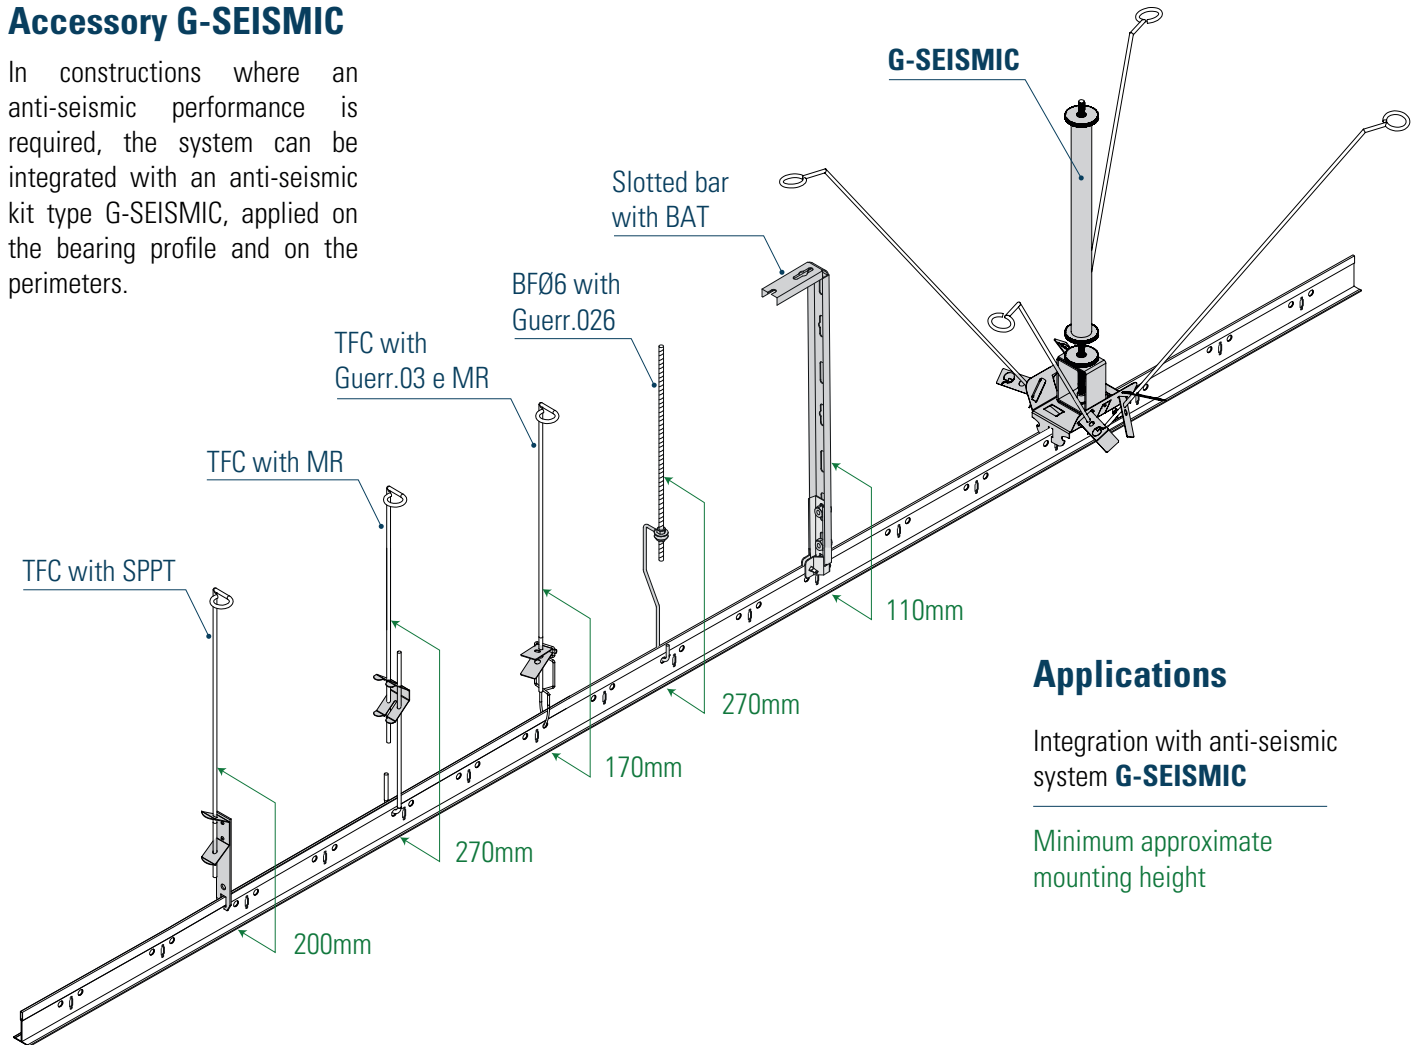 Accessory G-SEISMIC
In constructions where an
anti-seismic performance is
required, the system can be
integrated with an anti-seismic
kit type G-SEISMIC, applied on
the bearing profile and on the
perimeters.
G-SEISMIC
Slotted bar
with BAT
BFØ6 with
Guerr.026
TFC with
Guerr.03 e MR
TFC with MR
TFC with SPPT
110mm
270mm
170mm
270mm
200mm
Applications
Integration with anti-seismic
system G-SEISMIC
Minimum approximate
mounting height